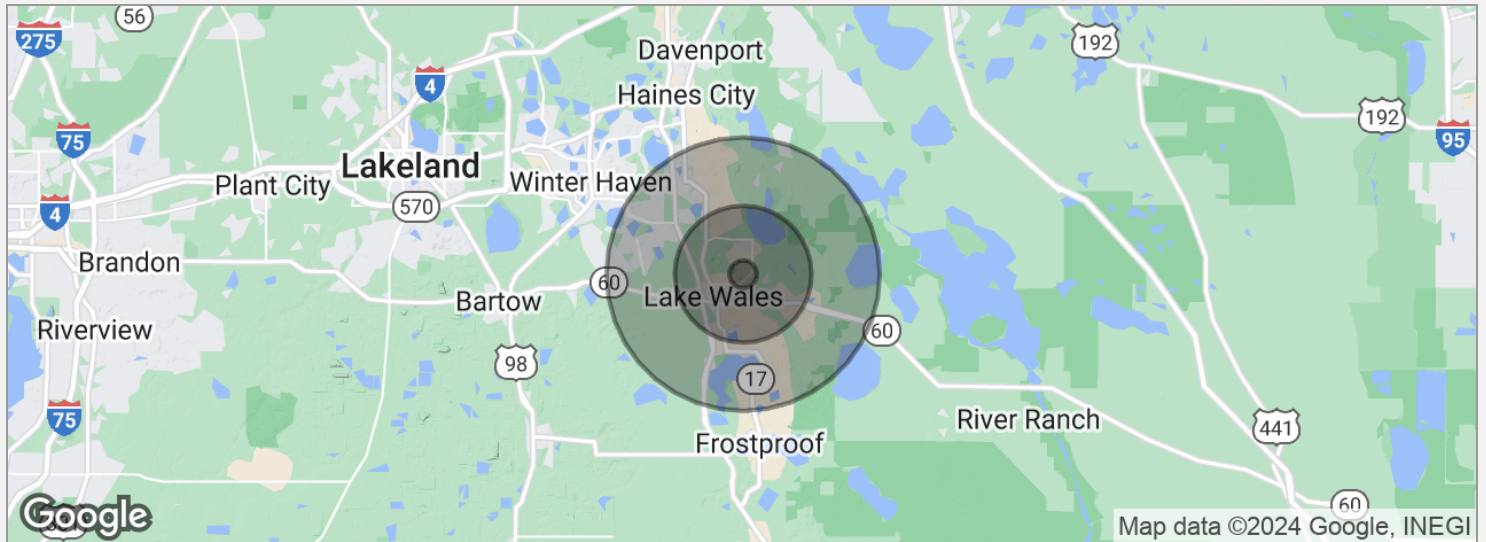 56
275
192
Davenport
4
Haines City
192
75
95
Lakeland
Plant City
Winter Haven
570
4
Brandon
60
Bartow
Lake Wales
Riverview
60
98
17
75
River Ranch
441
Frostproof
60
Google
Map data ©2024 Google, INEGI